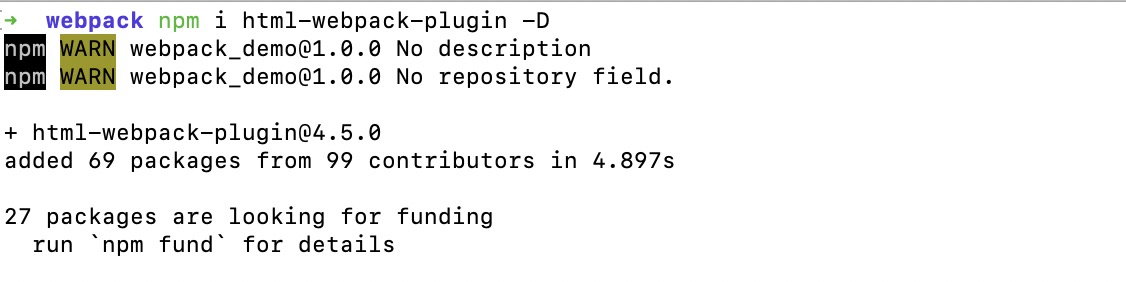 ➜  webpack npm i html-webpack-plugin -D
npm WARN webpack_demo@1.0.0 No description
npm WARN webpack_demo@1.0.0 No repository field.
+ html-webpack-plugin@4.5.0
added 69 packages from 99 contributors in 4.897s
27 packages are looking for funding
  run `npm fund` for details